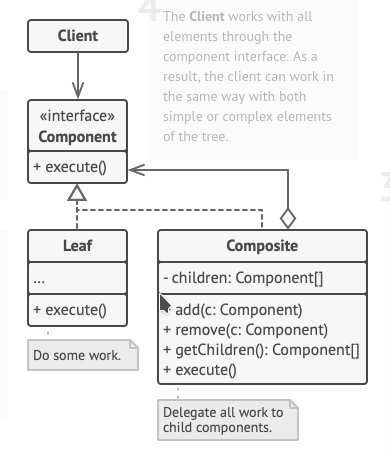 4
Client
The Client works with all
elements through the
component interface. As a
result, the client can work in
the same way with both
simple or complex elements
of the tree.
«interface»
Component
+ execute()
3
Leaf
...
+ execute()
Do some work.
Composite
- children: Component[]
add(c: Component)
+ remove(c: Component)
+ getChildren(): Component[]
+ execute()
Delegate all work to
child components.